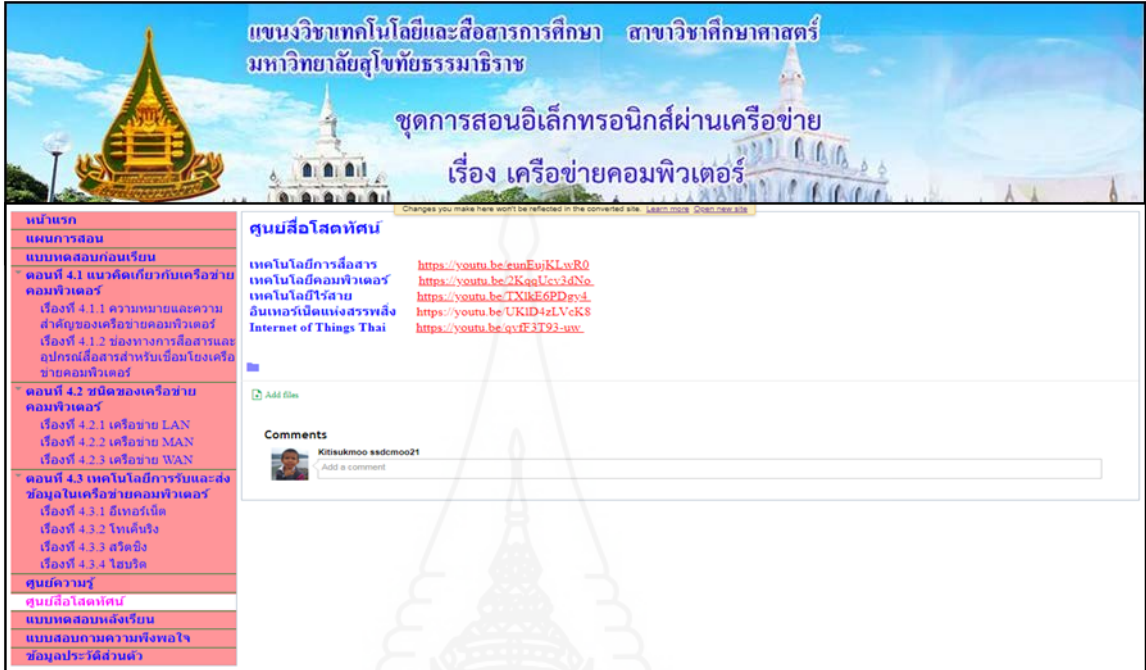 แขนงวิชาเทคโนโลยีและสื่อสารการศึกษา สาขาวิชาศึกษาศาสตร์
มหาวิทยาลัยสุโขทัยธรรมาธิราช
ชุดการสอนอิเล็กทรอนิกส์ผ่านเครือข่าย
เรื่อง เครือข่ายคอมพิวเตอร์
Changes you make here won't be reflected in the converted site. Learn more Open new site
หน้าแรก
แผนการสอน
แบบทดสอบก่อนเรียน
ตอนที่ 4.1 แนวคิดเกี่ยวกับเครือข่าย
คอมพิวเตอร์
เรื่องที่ 4.1.1 ความหมายและความ
สำคัญของเครือข่ายคอมพิวเตอร์
เรื่องที่ 4.1.2 ช่องทางการสื่อสารและ
อุปกรณ์สื่อสารสำหรับเชื่อมโยงเครือ
ข่ายคอมพิวเตอร์
ตอนที่ 4.2 ชนิดของเครือข่าย
คอมพิวเตอร์
เรื่องที่ 4.2.1 เครือข่าย LAN
เรื่องที่ 4.2.2 เครือข่าย MAN
เรื่องที่ 4.2.3 เครือข่าย WAN
ตอนที่ 4.3 เทคโนโลยีการรับและส่ง
ข้อมูลในเครือข่ายคอมพิวเตอร์
เรื่องที่ 4.3.1 อีเทอร์เน็ต
เรื่องที่ 4.3.2 โทเค็นริง
เรื่องที่ 4.3.3 สวิตชิง
เรื่องที่ 4.3.4 ไฮบริด
ศูนย์ความรู้
ศูนย์สื่อโสตทัศน์
แบบทดสอบหลังเรียน
แบบสอบถามความพึงพอใจ
ข้อมูลประวัติส่วนตัว
ศูนย์สื่อโสตทัศน์
เทคโนโลยีการสื่อสาร https://youtu.be/eunEujKLwR0
เทคโนโลยีคอมพิวเตอร์ https://youtu.be/2KqqUcv3dNo
เทคโนโลยีไร้สาย https://youtu.be/TXlkE6PDgy4
อินเทอร์เน็ตแห่งสรรพสิ่ง https://youtu.be/UKlD4zLVcK8
Internet of Things Thai https://youtu.be/qvfF3T93-uw
Add files
Comments
Kitisukmoo ssdcmoo21
Add a comment